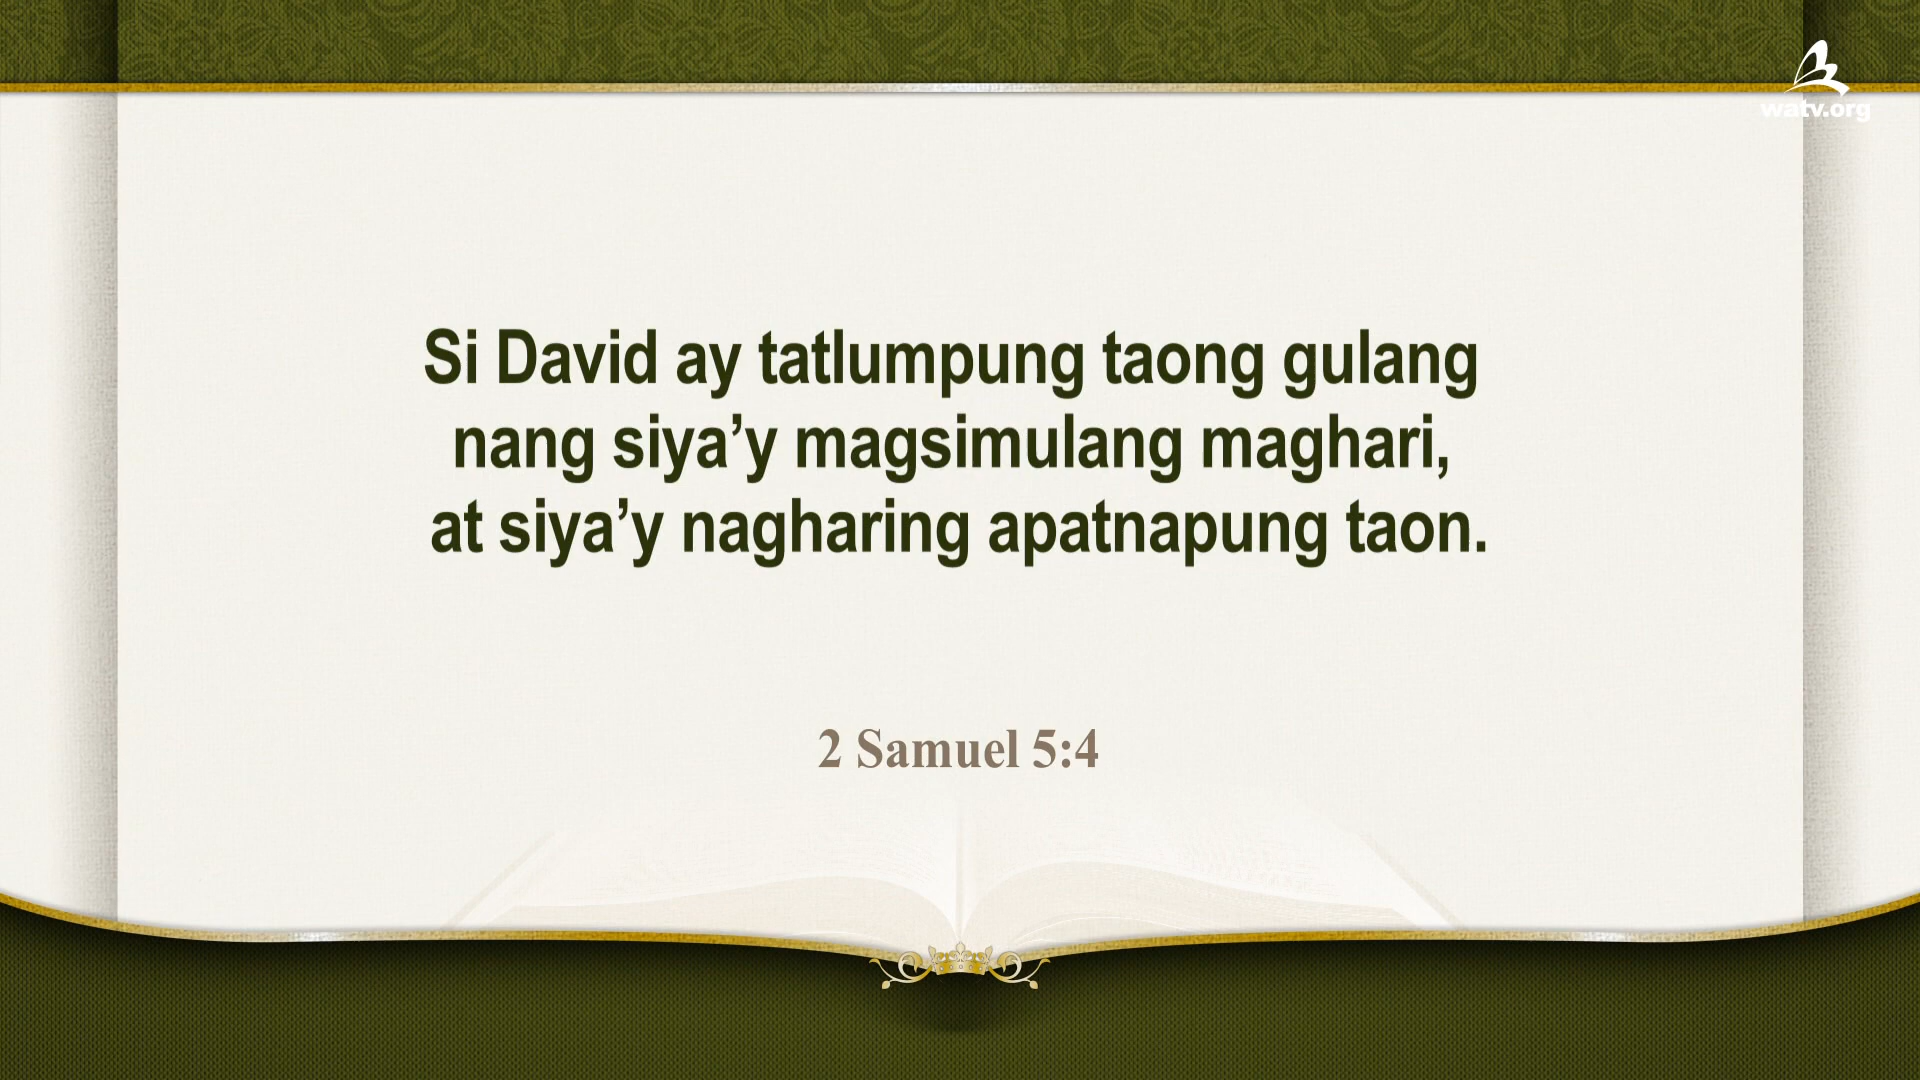 watv.org
Si David ay tatlumpung taong gulang
nang siya’y magsimulang maghari,
at siya’y nagharing apatnapung taon.
2 Samuel 5:4